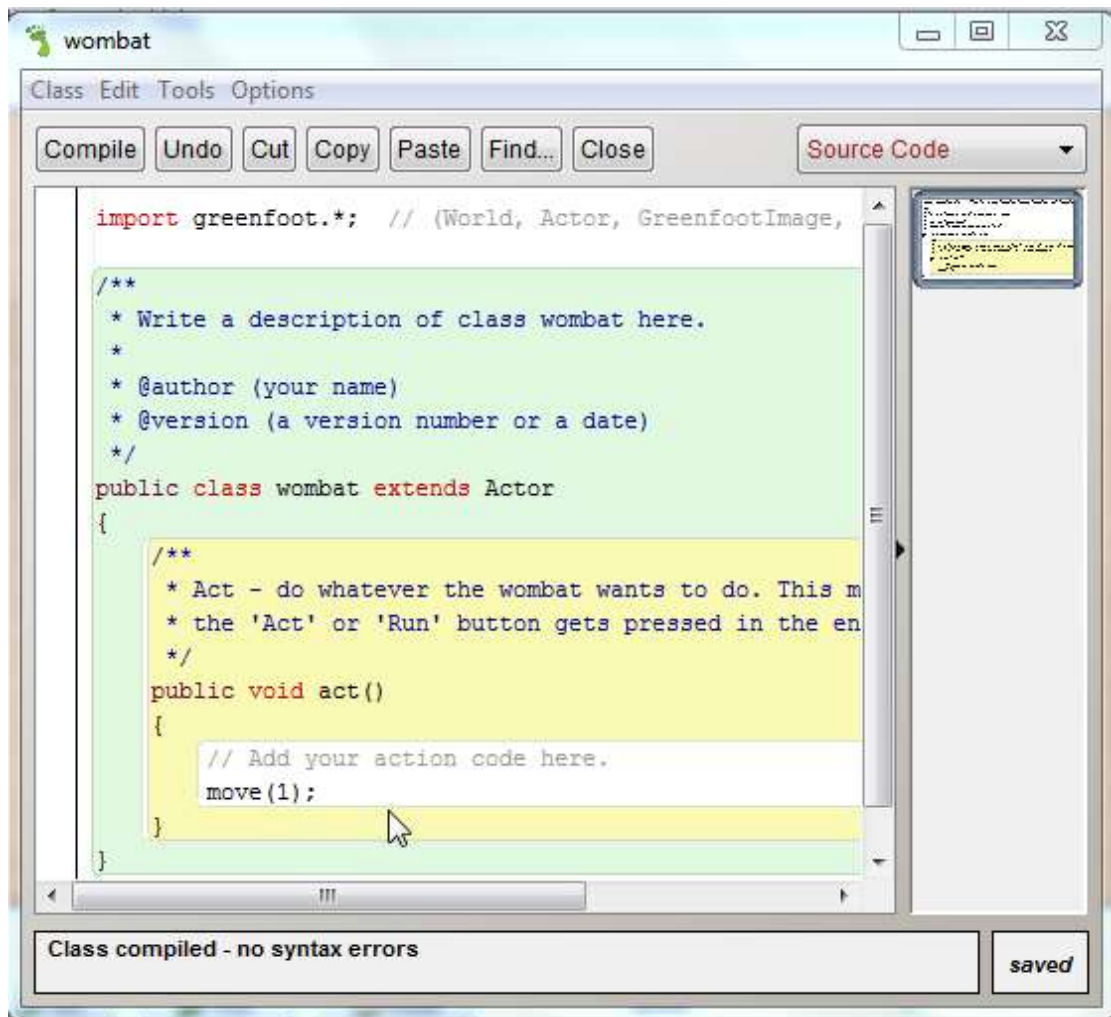 wombat
Class Edit Tools Options
Compile Undo Cut Copy Paste Find... Close Source Code
import greenfoot.*;  // (World, Actor, GreenfootImage,
/**
 * Write a description of class wombat here.
 *
 * @author (your name)
 * @version (a version number or a date)
 */
public class wombat extends Actor
{
/**
 * Act - do whatever the wombat wants to do. This m
 * the 'Act' or 'Run' button gets pressed in the en
 */
public void act()
{
// Add your action code here.
move(1);
}
}
Class compiled - no syntax errors
saved